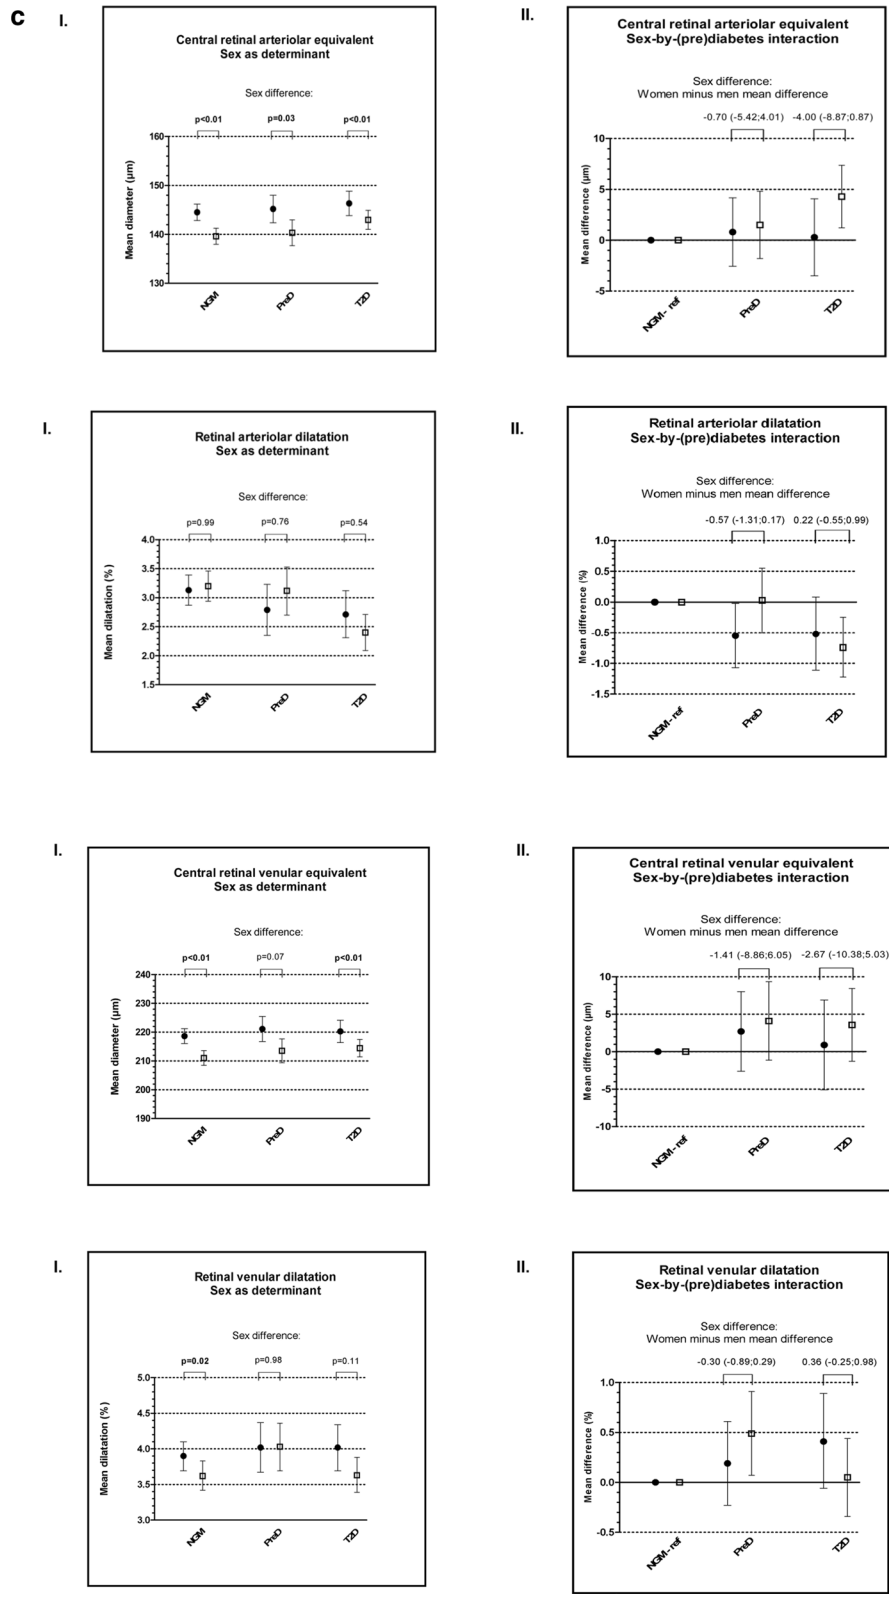 c
I.
Central retinal arteriolar equivalent
Sex as determinant
Sex difference:
p<0.01 p=0.03 p<0.01
Mean diameter (µm)
160
150
140
130
NGM PreD T2D
II.
Central retinal arteriolar equivalent
Sex-by-(pre)diabetes interaction
Sex difference:
Women minus men mean difference
-0.70 (-5.42;4.01) -4.00 (-8.87;0.87)
Mean difference (µm)
10
5
0
-5
NGM- ref PreD T2D
I.
Retinal arteriolar dilatation
Sex as determinant
Sex difference:
p=0.99 p=0.76 p=0.54
Mean dilatation (%)
4.0
3.5
3.0
2.5
2.0
1.5
NGM PreD T2D
II.
Retinal arteriolar dilatation
Sex-by-(pre)diabetes interaction
Sex difference:
Women minus men mean difference
-0.57 (-1.31;0.17) 0.22 (-0.55;0.99)
Mean difference (%)
1.0
0.5
0.0
-0.5
-1.0
-1.5
NGM- ref PreD T2D
I.
Central retinal venular equivalent
Sex as determinant
Sex difference:
p<0.01 p=0.07 p<0.01
Mean diameter (µm)
240
230
220
210
200
190
NGM PreD T2D
II.
Central retinal venular equivalent
Sex-by-(pre)diabetes interaction
Sex difference:
Women minus men mean difference
-1.41 (-8.86;6.05) -2.67 (-10.38;5.03)
Mean difference (µm)
10
5
0
-5
-10
NGM- ref PreD T2D
I.
Retinal venular dilatation
Sex as determinant
Sex difference:
p=0.02 p=0.98 p=0.11
Mean dilatation (%)
5.0
4.5
4.0
3.5
3.0
NGM PreD T2D
II.
Retinal venular dilatation
Sex-by-(pre)diabetes interaction
Sex difference:
Women minus men mean difference
-0.30 (-0.89;0.29) 0.36 (-0.25;0.98)
Mean difference (%)
1.0
0.5
0.0
-0.5
NGM- ref PreD T2D